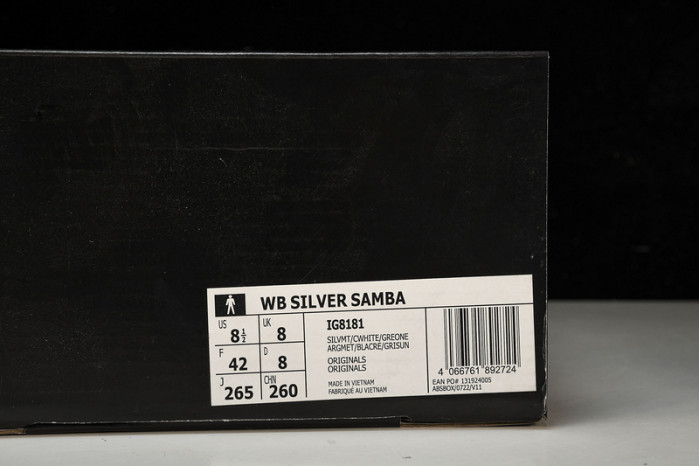 WB SILVER SAMBA
US 8½ UK 8
F 42 D 8
J 265 CHN 260
IG8181
SILVMT/CWHITE/GREONE
ARGMET/BLACRE/GRISUN
ORIGINALS
ORIGINALS
MADE IN VIETNAM
FABRIQUÉ AU VIETNAM
4 066761 892724
EAN PO# 131924005
ABSBOX/0722/V11